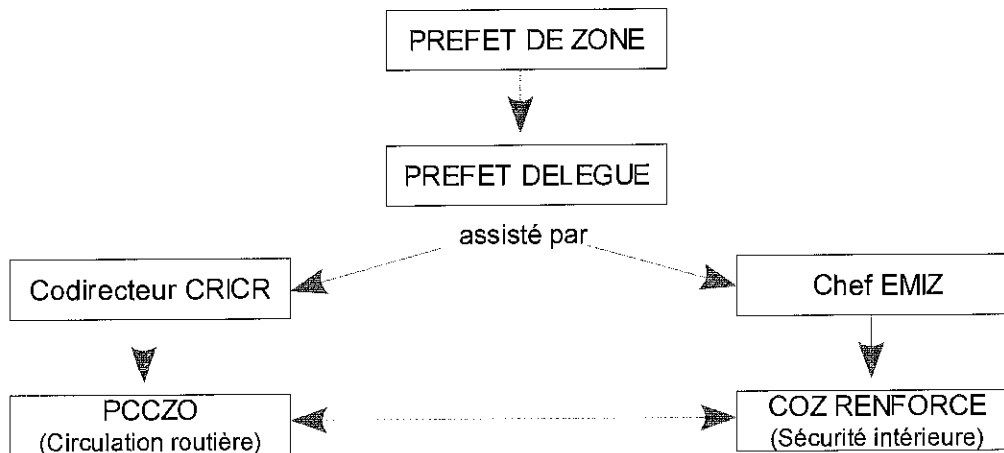 PREFET DE ZONE
PREFET DELEGUE
assisté par
Codirecteur CRICR
Chef EMIZ
PCCZO
(Circulation routière)
COZ RENFORCE
(Sécurité intérieure)